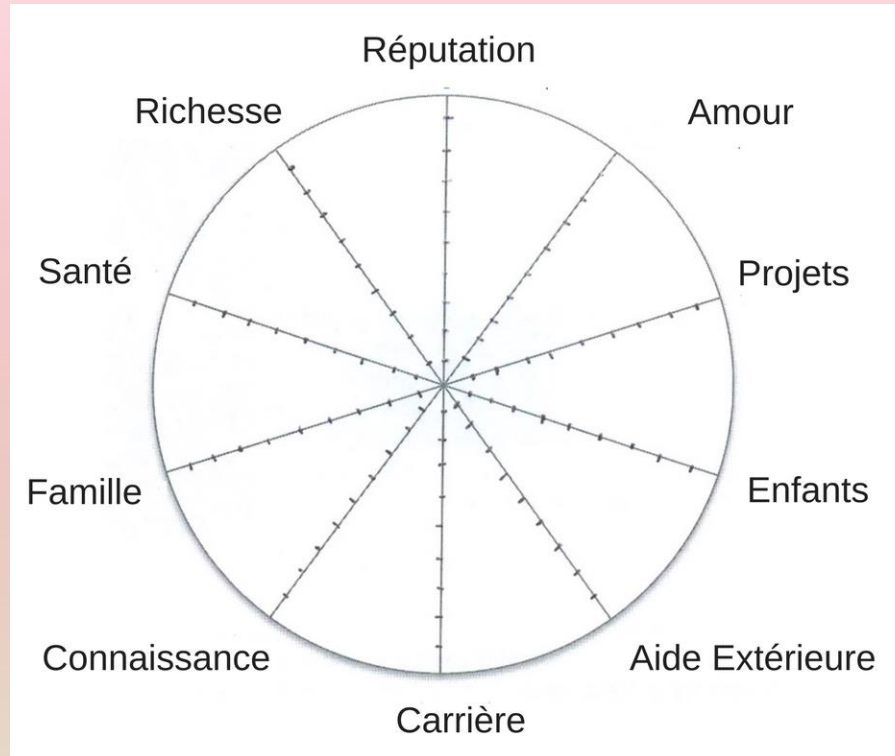 Réputation
Richesse
Amour
Santé
Projets
Famille
Enfants
Connaissance
Aide Extérieure
Carrière